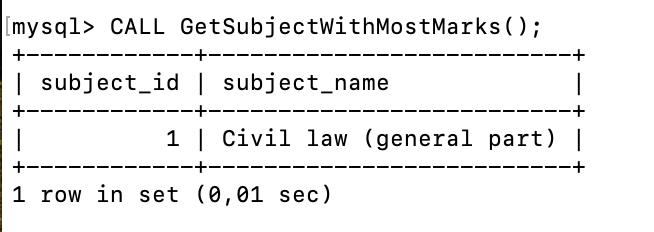 [mysql> CALL GetSubjectWithMostMarks();
+------------+---------------------------+
| subject_id | subject_name              |
+------------+---------------------------+
|          1 | Civil law (general part) |
+------------+---------------------------+
1 row in set (0,01 sec)